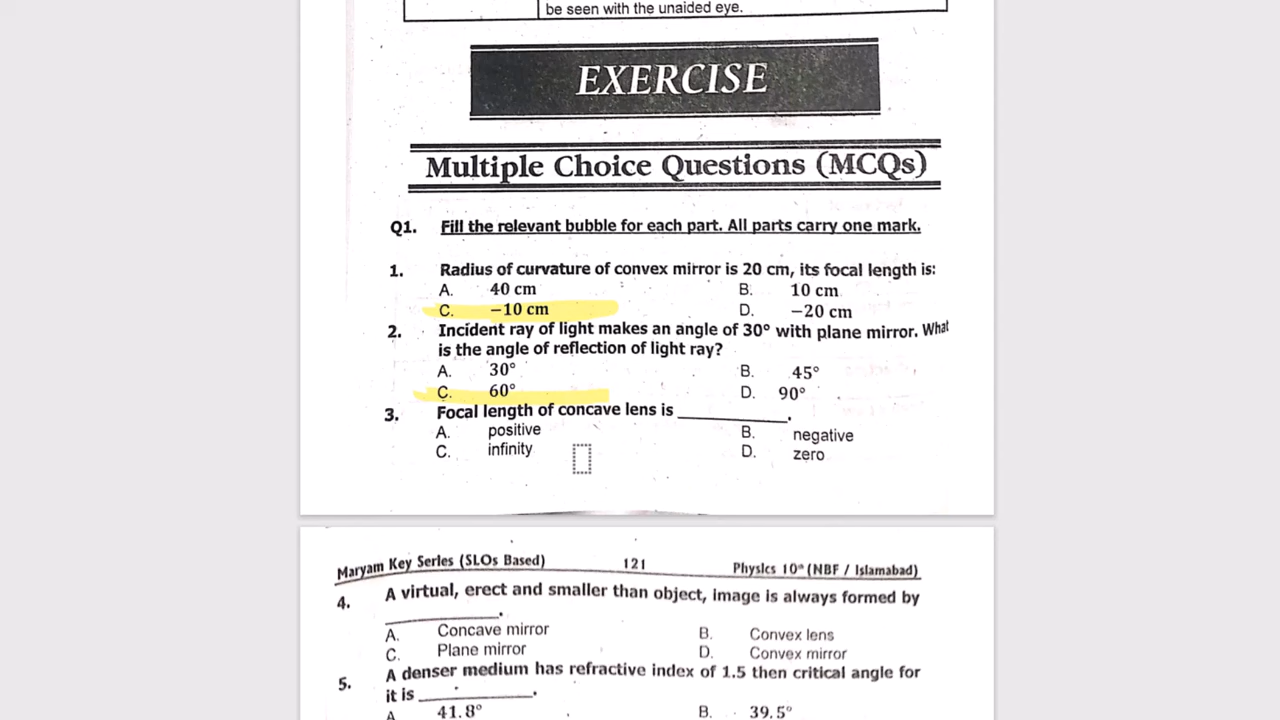 be seen with the unaided eye.
EXERCISE
Multiple Choice Questions (MCQs)
Q1. Fill the relevant bubble for each part. All parts carry one mark.
1. Radius of curvature of convex mirror is 20 cm, its focal length is:
A. 40 cm B. 10 cm
C. −10 cm D. −20 cm
2. Incident ray of light makes an angle of 30° with plane mirror. What
is the angle of reflection of light ray?
A. 30° B. 45°
C. 60° D. 90°
3. Focal length of concave lens is __________.
A. positive B. negative
C. infinity D. zero
Maryam Key Series (SLOs Based) 121 Physics 10ᵗʰ (NBF / Islamabad)
4. A virtual, erect and smaller than object, image is always formed by
__________.
A. Concave mirror B. Convex lens
C. Plane mirror D. Convex mirror
5. A denser medium has refractive index of 1.5 then critical angle for
it is __________.
A 41.8° B. 39.5°